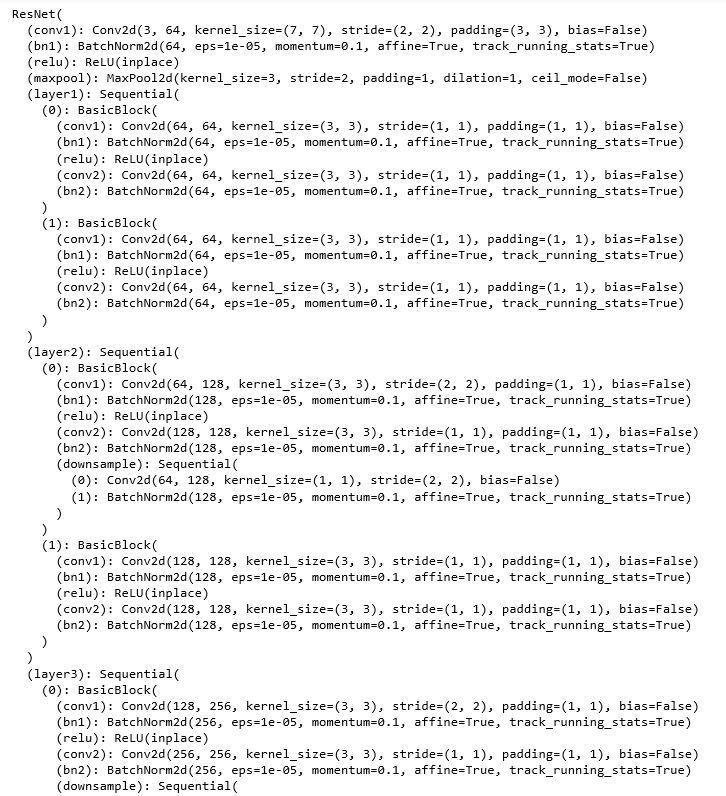 ResNet(
  (conv1): Conv2d(3, 64, kernel_size=(7, 7), stride=(2, 2), padding=(3, 3), bias=False)
  (bn1): BatchNorm2d(64, eps=1e-05, momentum=0.1, affine=True, track_running_stats=True)
  (relu): ReLU(inplace)
  (maxpool): MaxPool2d(kernel_size=3, stride=2, padding=1, dilation=1, ceil_mode=False)
  (layer1): Sequential(
    (0): BasicBlock(
      (conv1): Conv2d(64, 64, kernel_size=(3, 3), stride=(1, 1), padding=(1, 1), bias=False)
      (bn1): BatchNorm2d(64, eps=1e-05, momentum=0.1, affine=True, track_running_stats=True)
      (relu): ReLU(inplace)
      (conv2): Conv2d(64, 64, kernel_size=(3, 3), stride=(1, 1), padding=(1, 1), bias=False)
      (bn2): BatchNorm2d(64, eps=1e-05, momentum=0.1, affine=True, track_running_stats=True)
    )
    (1): BasicBlock(
      (conv1): Conv2d(64, 64, kernel_size=(3, 3), stride=(1, 1), padding=(1, 1), bias=False)
      (bn1): BatchNorm2d(64, eps=1e-05, momentum=0.1, affine=True, track_running_stats=True)
      (relu): ReLU(inplace)
      (conv2): Conv2d(64, 64, kernel_size=(3, 3), stride=(1, 1), padding=(1, 1), bias=False)
      (bn2): BatchNorm2d(64, eps=1e-05, momentum=0.1, affine=True, track_running_stats=True)
    )
  )
  (layer2): Sequential(
    (0): BasicBlock(
      (conv1): Conv2d(64, 128, kernel_size=(3, 3), stride=(2, 2), padding=(1, 1), bias=False)
      (bn1): BatchNorm2d(128, eps=1e-05, momentum=0.1, affine=True, track_running_stats=True)
      (relu): ReLU(inplace)
      (conv2): Conv2d(128, 128, kernel_size=(3, 3), stride=(1, 1), padding=(1, 1), bias=False)
      (bn2): BatchNorm2d(128, eps=1e-05, momentum=0.1, affine=True, track_running_stats=True)
      (downsample): Sequential(
        (0): Conv2d(64, 128, kernel_size=(1, 1), stride=(2, 2), bias=False)
        (1): BatchNorm2d(128, eps=1e-05, momentum=0.1, affine=True, track_running_stats=True)
      )
    )
    (1): BasicBlock(
      (conv1): Conv2d(128, 128, kernel_size=(3, 3), stride=(1, 1), padding=(1, 1), bias=False)
      (bn1): BatchNorm2d(128, eps=1e-05, momentum=0.1, affine=True, track_running_stats=True)
      (relu): ReLU(inplace)
      (conv2): Conv2d(128, 128, kernel_size=(3, 3), stride=(1, 1), padding=(1, 1), bias=False)
      (bn2): BatchNorm2d(128, eps=1e-05, momentum=0.1, affine=True, track_running_stats=True)
    )
  )
  (layer3): Sequential(
    (0): BasicBlock(
      (conv1): Conv2d(128, 256, kernel_size=(3, 3), stride=(2, 2), padding=(1, 1), bias=False)
      (bn1): BatchNorm2d(256, eps=1e-05, momentum=0.1, affine=True, track_running_stats=True)
      (relu): ReLU(inplace)
      (conv2): Conv2d(256, 256, kernel_size=(3, 3), stride=(1, 1), padding=(1, 1), bias=False)
      (bn2): BatchNorm2d(256, eps=1e-05, momentum=0.1, affine=True, track_running_stats=True)
      (downsample): Sequential(